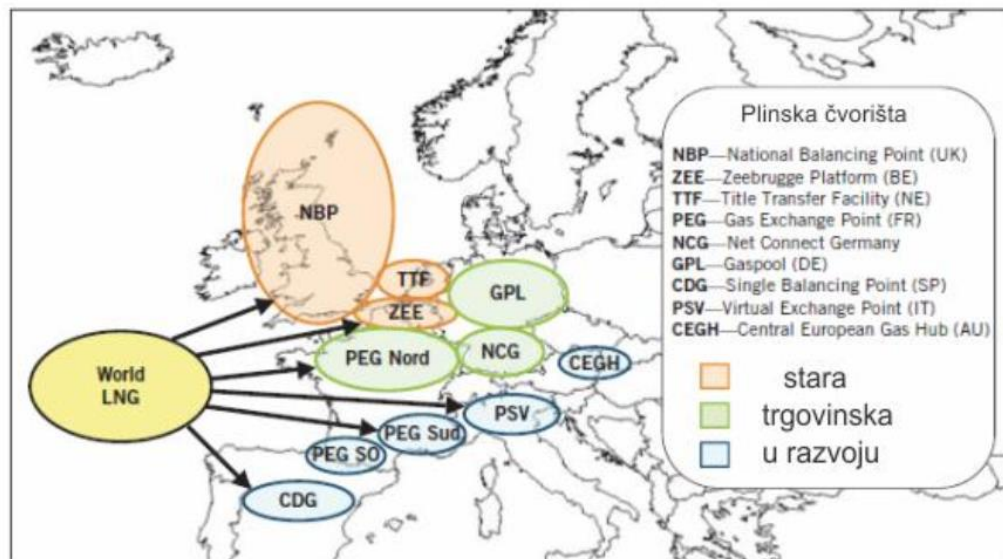 NBP
TTF
ZEE
GPL
PEG Nord
NCG
CEGH
World
LNG
PSV
PEG Sud
PEG SO
CDG
Plinska čvorišta
NBP—National Balancing Point (UK)
ZEE—Zeebrugge Platform (BE)
TTF—Title Transfer Facility (NE)
PEG—Gas Exchange Point (FR)
NCG—Net Connect Germany
GPL—Gaspool (DE)
CDG—Single Balancing Point (SP)
PSV—Virtual Exchange Point (IT)
CEGH—Central European Gas Hub (AU)
stara
trgovinska
u razvoju